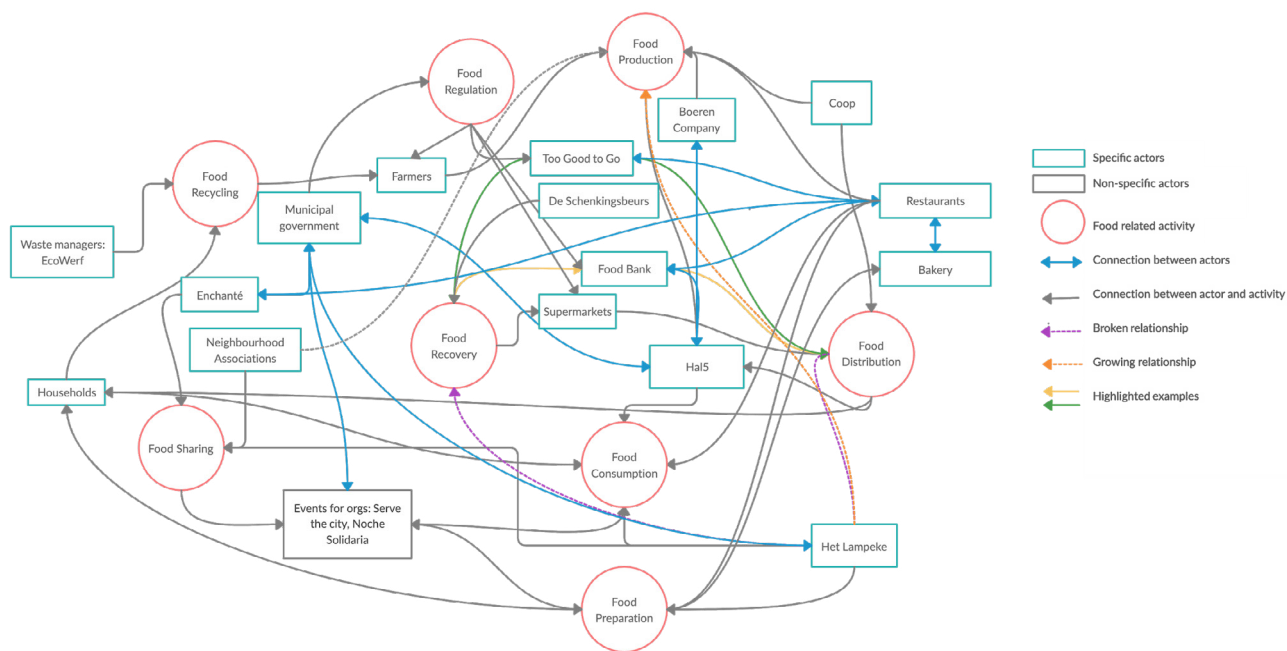 Food
Production
Food
Regulation
Coop
Boeren
Company
Too Good to Go
Food
Recycling
Farmers
De Schenkingsbeurs
Municipal
government
Restaurants
Waste managers:
EcoWerf
Food Bank
Bakery
Enchanté
Supermarkets
Neighbourhood
Associations
Food
Recovery
Food
Distribution
Hal5
Households
Food Sharing
Food
Consumption
Events for orgs: Serve
the city, Noche
Solidaria
Het Lampeke
Food
Preparation
Specific actors
Non-specific actors
Food related activity
Connection between actors
Connection between actor and activity
Broken relationship
Growing relationship
Highlighted examples